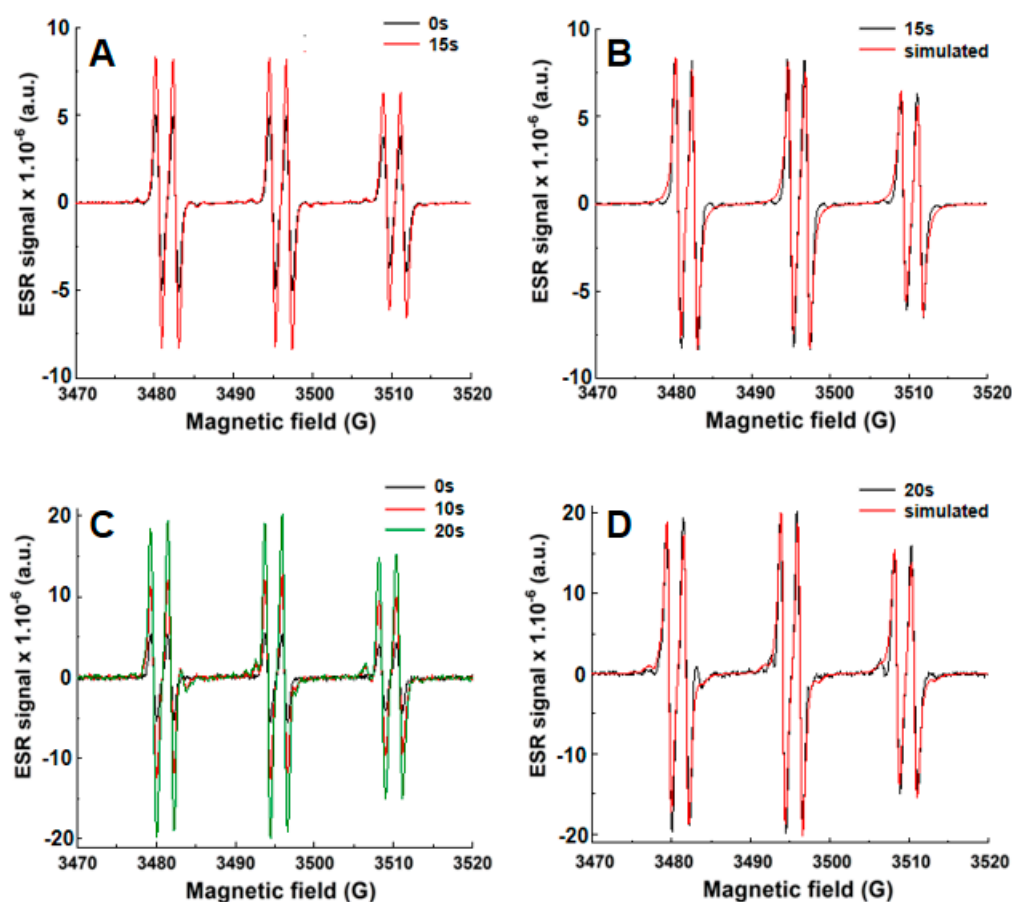 A
0s
15s
ESR signal x 1.10⁻⁶ (a.u.)
10
5
0
-5
-10
3470 3480 3490 3500 3510 3520
Magnetic field (G)
B
15s
simulated
ESR signal x 1.10⁻⁶ (a.u.)
10
5
0
-5
-10
3470 3480 3490 3500 3510 3520
Magnetic field (G)
C
0s
10s
20s
ESR signal x 1.10⁻⁶ (a.u.)
20
10
0
-10
-20
3470 3480 3490 3500 3510 3520
Magnetic field (G)
D
20s
simulated
ESR signal x 1.10⁻⁶ (a.u.)
20
10
0
-10
-20
3470 3480 3490 3500 3510 3520
Magnetic field (G)